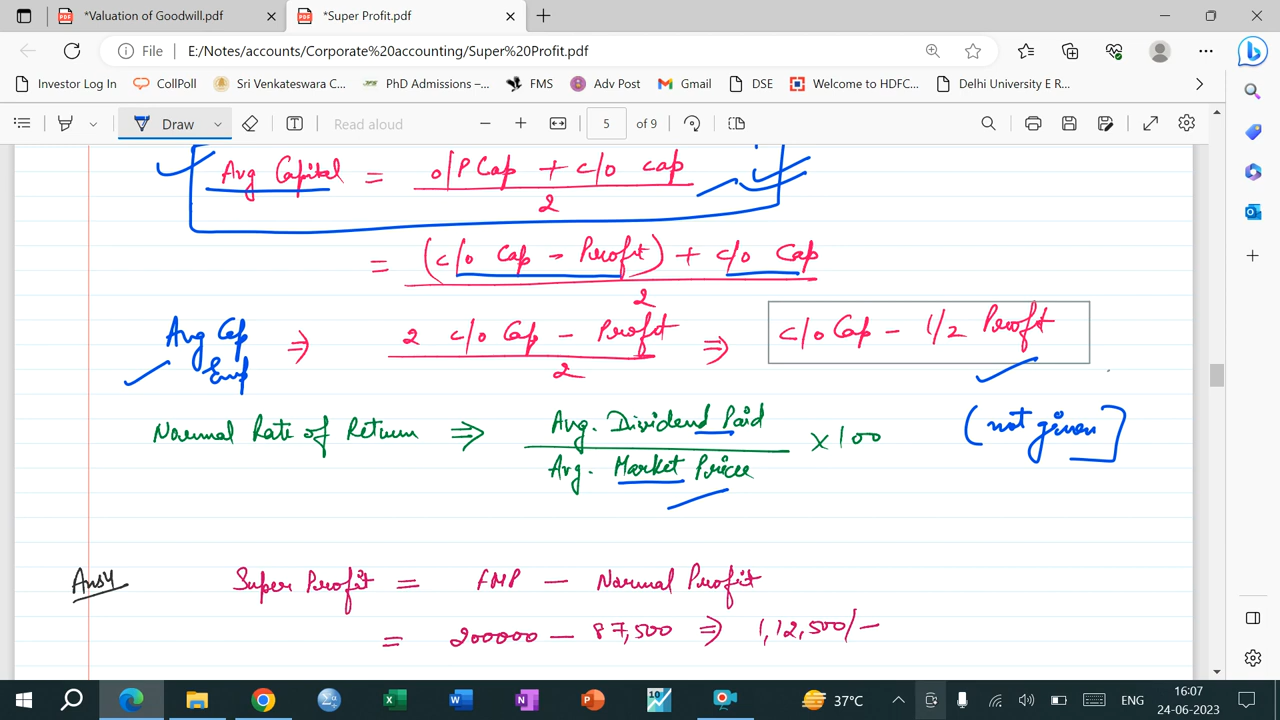 *Valuation of Goodwill.pdf
*Super Profit.pdf
File E:/Notes/accounts/Corporate%20accounting/Super%20Profit.pdf
Investor Log In CollPoll Sri Venkateswara C... PhD Admissions –... FMS Adv Post Gmail DSE Welcome to HDFC... Delhi University E R...
Draw Read aloud 5 of 9
Avg Capital = o/P Cap + c/o cap
2
= (c/o Cap - Profit) + c/o Cap
2
Avg Cap Emp ⇒ 2 c/o Cap - Profit ⇒ c/o Cap - 1/2 Profit
2
Normal Rate of Return ⇒ Avg. Dividend Paid × 100 (not given]
Avg. Market Price
Ans4 Super Profit = FMP - Normal Profit
= 200000 - 87,500 ⇒ 1,12,500/-
37°C ENG 16:07
24-06-2023